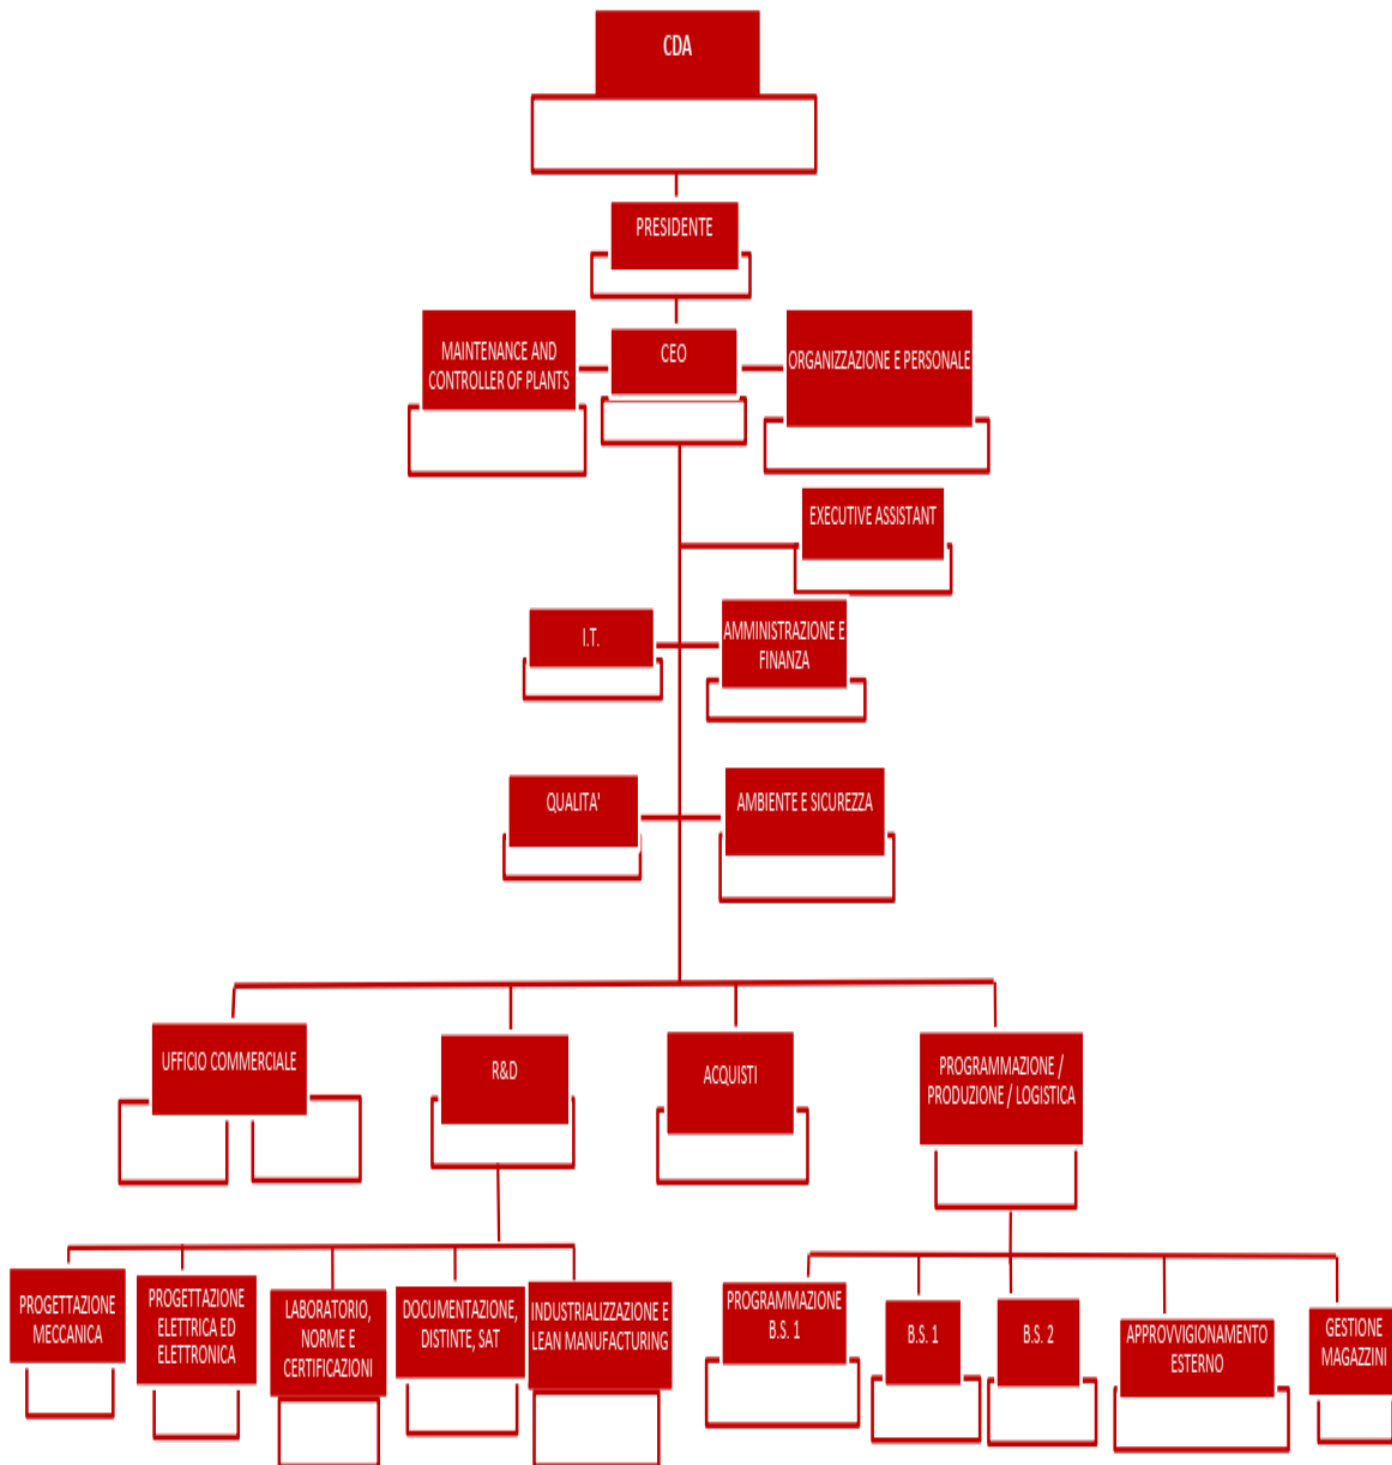 CDA
PRESIDENTE
MAINTENANCE AND
CONTROLLER OF PLANTS
CEO
ORGANIZZAZIONE E PERSONALE
EXECUTIVE ASSISTANT
I.T.
AMMINISTRAZIONE E
FINANZA
QUALITA'
AMBIENTE E SICUREZZA
UFFICIO COMMERCIALE
R&D
ACQUISTI
PROGRAMMAZIONE /
PRODUZIONE / LOGISTICA
PROGETTAZIONE
MECCANICA
PROGETTAZIONE
ELETTRICA ED
ELETTRONICA
LABORATORIO,
NORME E
CERTIFICAZIONI
DOCUMENTAZIONE,
DISTINTE, SAT
INDUSTRIALIZZAZIONE E
LEAN MANUFACTURING
PROGRAMMAZIONE
B.S. 1
B.S. 1
B.S. 2
APPROVVIGIONAMENTO
ESTERNO
GESTIONE
MAGAZZINI